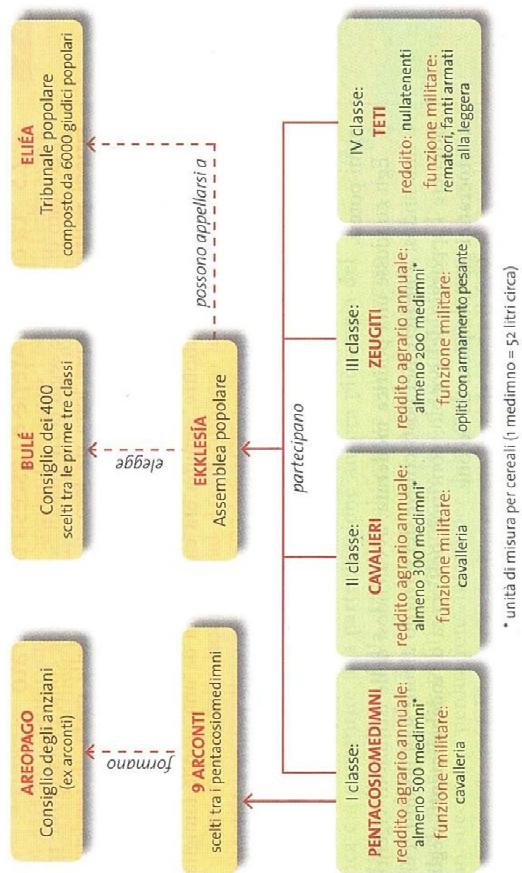 AREOPAGO
Consiglio degli anziani
(ex arconti)
BULÉ
Consiglio dei 400
scelti tra le prime tre classi
ELIÉA
Tribunale popolare
composto da 6000 giudici popolari
formano
elegge
possono appellarsi a
9 ARCONTI
scelti tra i pentacosiomedimni
EKKLESÍA
Assemblea popolare
partecipano
I classe:
PENTACOSIOMEDIMNI
reddito agrario annuale:
almeno 500 medimni*
funzione militare:
cavalleria
II classe:
CAVALIERI
reddito agrario annuale:
almeno 300 medimni*
funzione militare:
cavalleria
III classe:
ZEUGITI
reddito agrario annuale:
almeno 200 medimni*
funzione militare:
opliti con armamento pesante
IV classe:
TETI
reddito: nullatenenti
funzione militare:
rematori, fanti armati
alla leggera
* unità di misura per cereali (1 medimno = 52 litri circa)